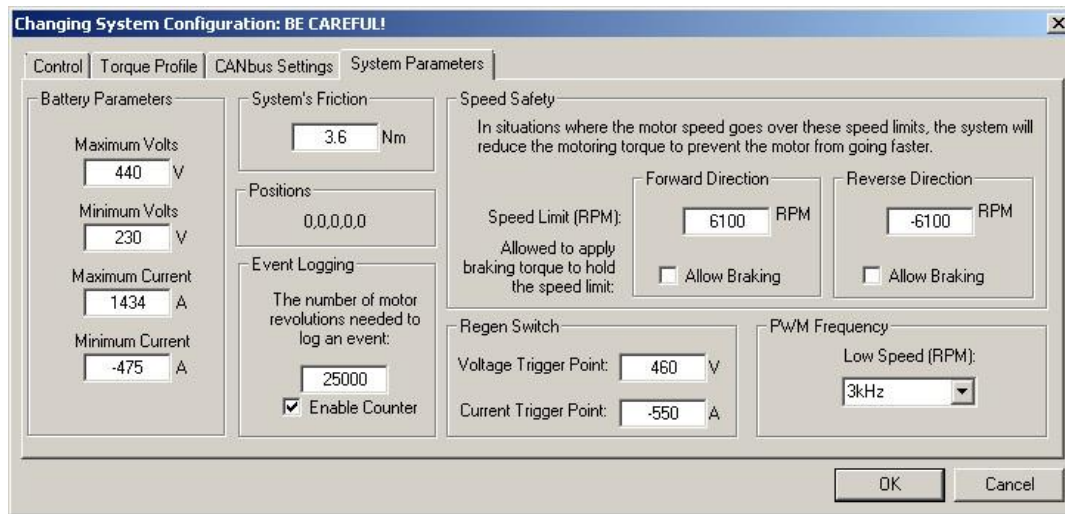 Changing System Configuration: BE CAREFUL!
Control
Torque Profile
CANbus Settings
System Parameters
Battery Parameters
Maximum Volts
440 V
Minimum Volts
230 V
Maximum Current
1434 A
Minimum Current
-475 A
System's Friction
3.6 Nm
Positions
0,0,0,0,0
Event Logging
The number of motor
revolutions needed to
log an event:
25000
Enable Counter
Speed Safety
In situations where the motor speed goes over these speed limits, the system will
reduce the motoring torque to prevent the motor from going faster.
Speed Limit (RPM):
Allowed to apply
braking torque to hold
the speed limit:
Forward Direction
6100 RPM
Allow Braking
Reverse Direction
-6100 RPM
Allow Braking
Regen Switch
Voltage Trigger Point: 460 V
Current Trigger Point: -550 A
PWM Frequency
Low Speed (RPM):
3kHz
OK
Cancel